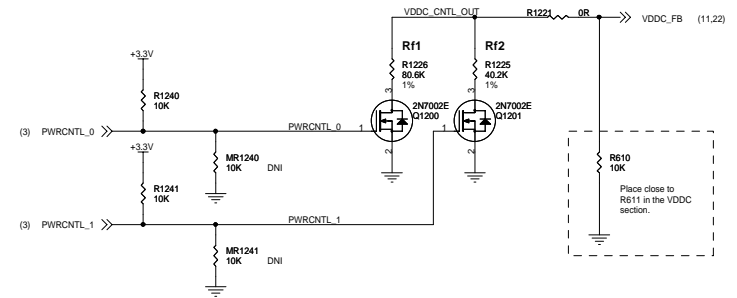 VDDC_CNTL_OUT
R1221 0R
VDDC_FB (11,22)
+3.3V
Rf1
Rf2
R1226
80.6K
1%
R1225
40.2K
1%
R1240
10K
3
3
2N7002E
Q1200
2N7002E
Q1201
(3) PWRCNTL_0
PWRCNTL_0
1
1
+3.3V
2
2
MR1240
10K DNI
R610
10K
R1241
10K
Place close to
R611 in the VDDC
section.
(3) PWRCNTL_1
PWRCNTL_1
MR1241
10K DNI